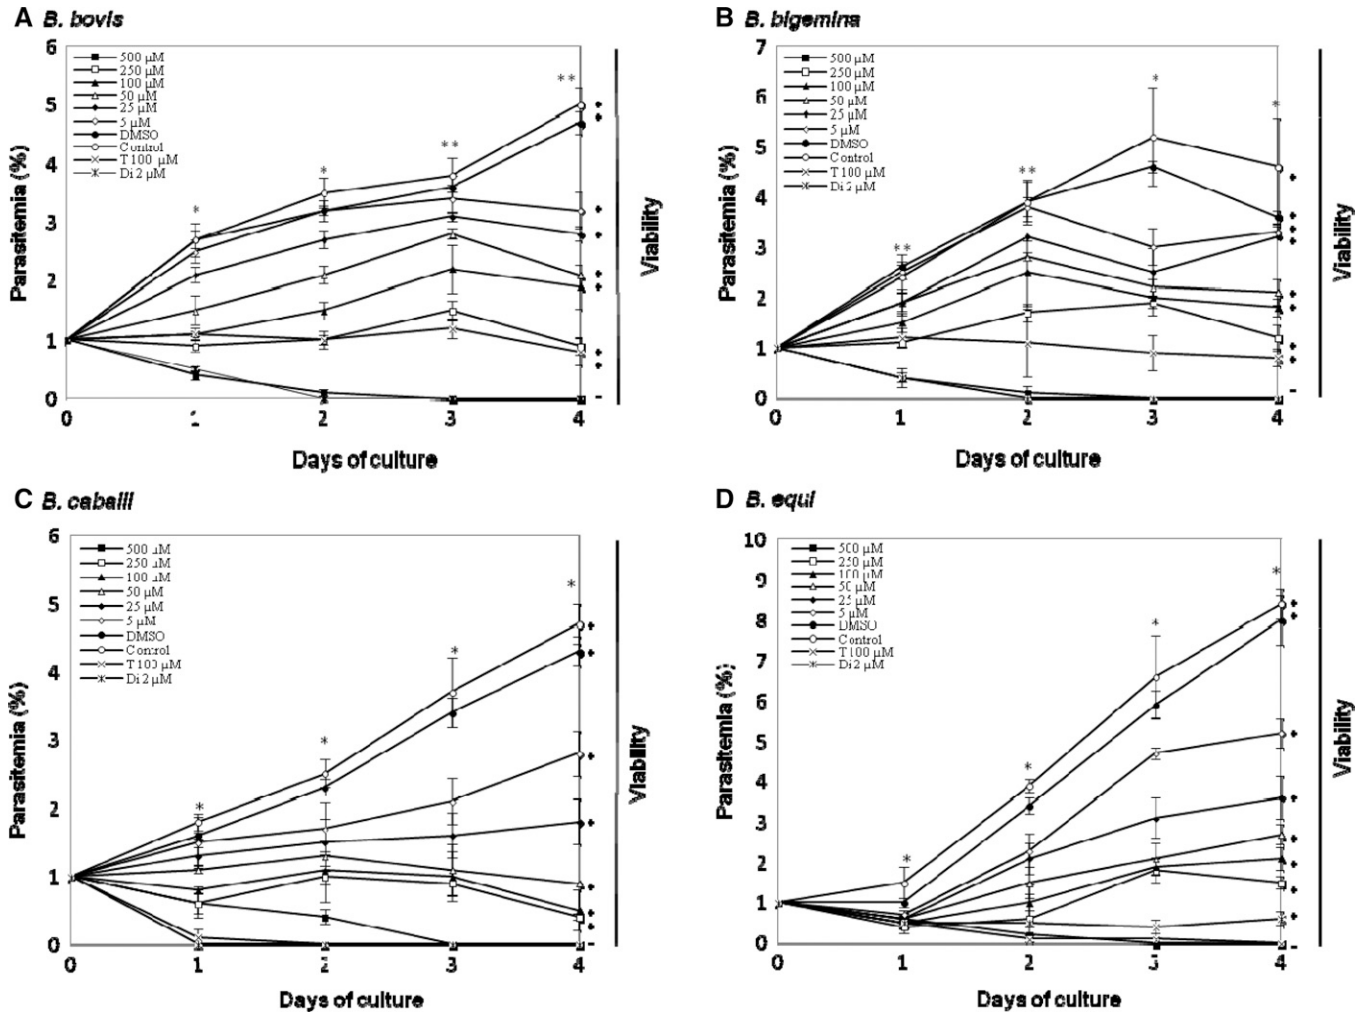 A B. bovis
6
5
4
3
2
1
0
Parasitemia (%)
500 µM
250 µM
100 µM
50 µM
25 µM
5 µM
DMSO
Control
T 100 µM
Di 2 µM
*
*
**
**
+
+
+
+
+
+
+
+
-
0
1
2
3
4
Days of culture
Viability
B B. bigemina
7
6
5
4
3
2
1
0
Parasitemia (%)
500 µM
250 µM
100 µM
50 µM
25 µM
5 µM
DMSO
Control
T 100 µM
Di 2 µM
**
**
*
*
+
+
+
+
+
+
+
+
-
0
1
2
3
4
Days of culture
Viability
C B. caballi
6
5
4
3
2
1
0
Parasitemia (%)
500 µM
250 µM
100 µM
50 µM
25 µM
5 µM
DMSO
Control
T 100 µM
Di 2 µM
*
*
*
*
+
+
+
+
+
+
+
-
0
1
2
3
4
Days of culture
Viability
D B. equi
10
9
8
7
6
5
4
3
2
1
0
Parasitemia (%)
500 µM
250 µM
100 µM
50 µM
25 µM
5 µM
DMSO
Control
T 100 µM
Di 2 µM
*
*
*
*
+
+
+
+
+
+
+
+
-
0
1
2
3
4
Days of culture
Viability